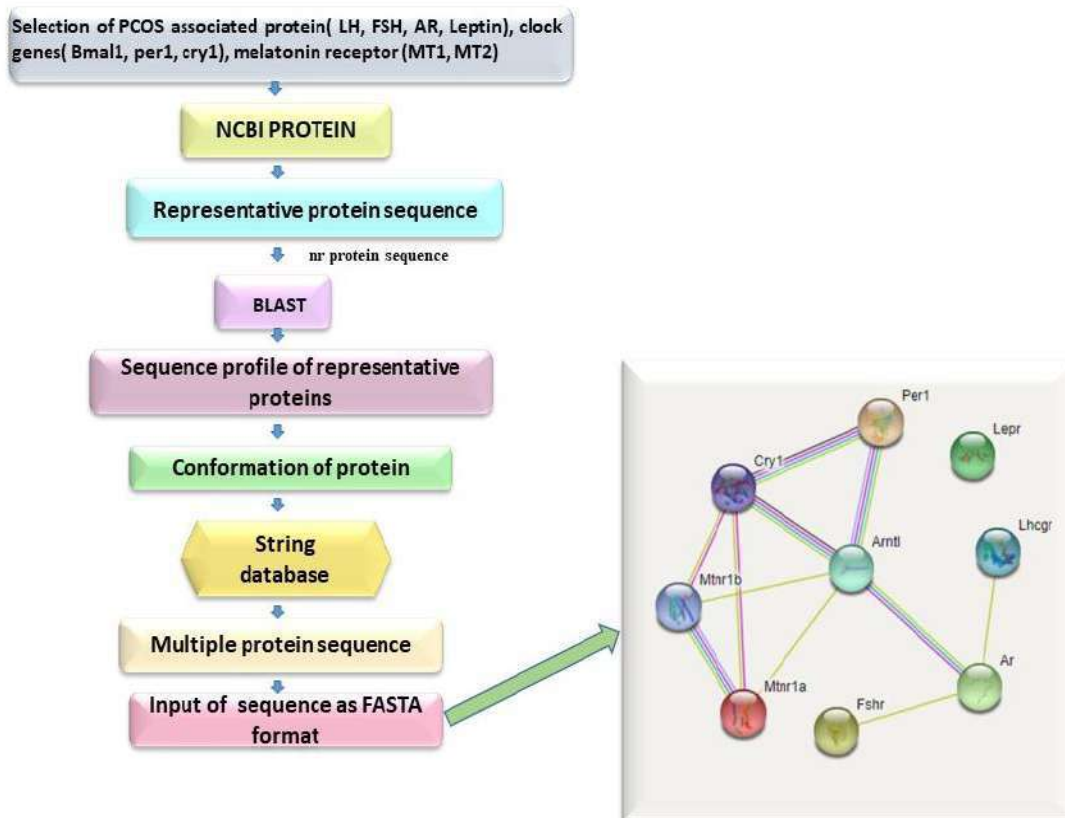 Selection of PCOS associated protein( LH, FSH, AR, Leptin), clock
genes( Bmal1, per1, cry1), melatonin receptor (MT1, MT2)
NCBI PROTEIN
Representative protein sequence
nr protein sequence
BLAST
Sequence profile of representative
proteins
Conformation of protein
String
database
Multiple protein sequence
Input of sequence as FASTA
format
Per1
Lepr
Cry1
Lhcgr
Arntl
Mtnr1b
Ar
Mtnr1a
Fshr